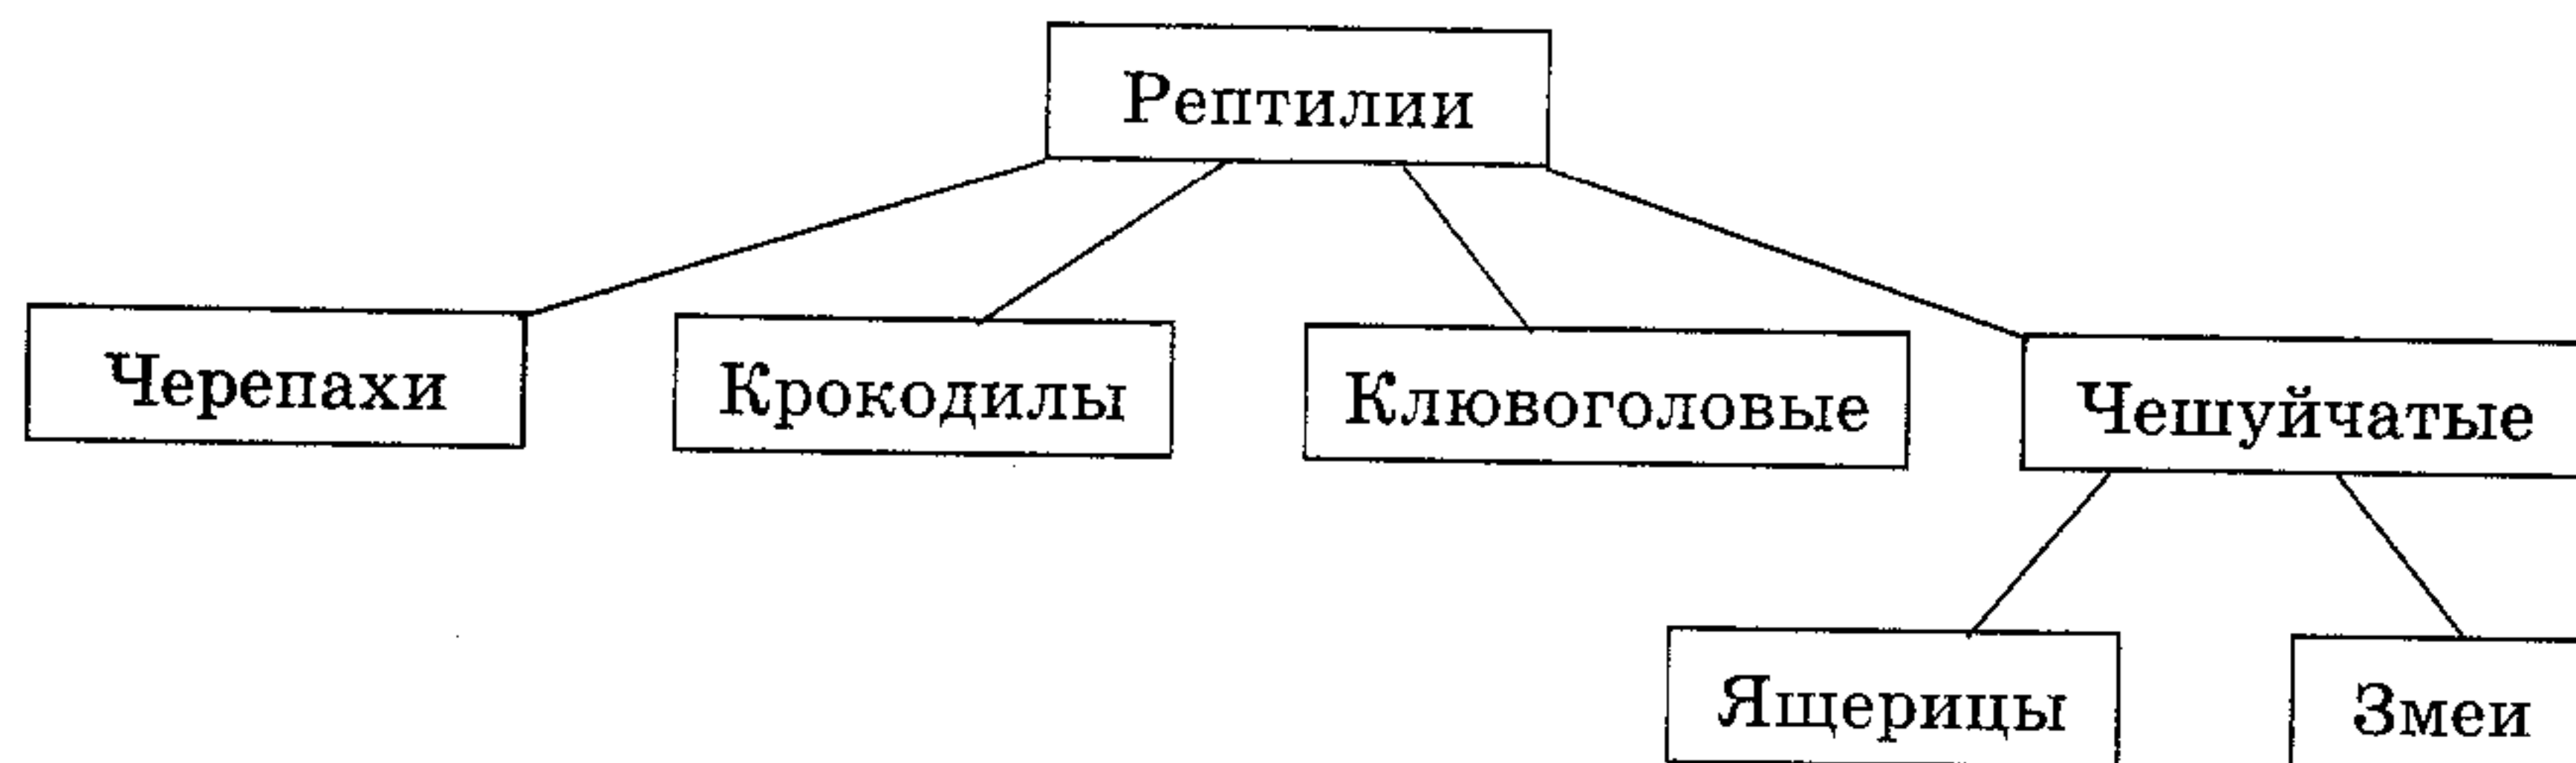 Рептилии
Черепахи
Крокодилы
Клювоголовые
Чешуйчатые
Ящерицы
Змеи